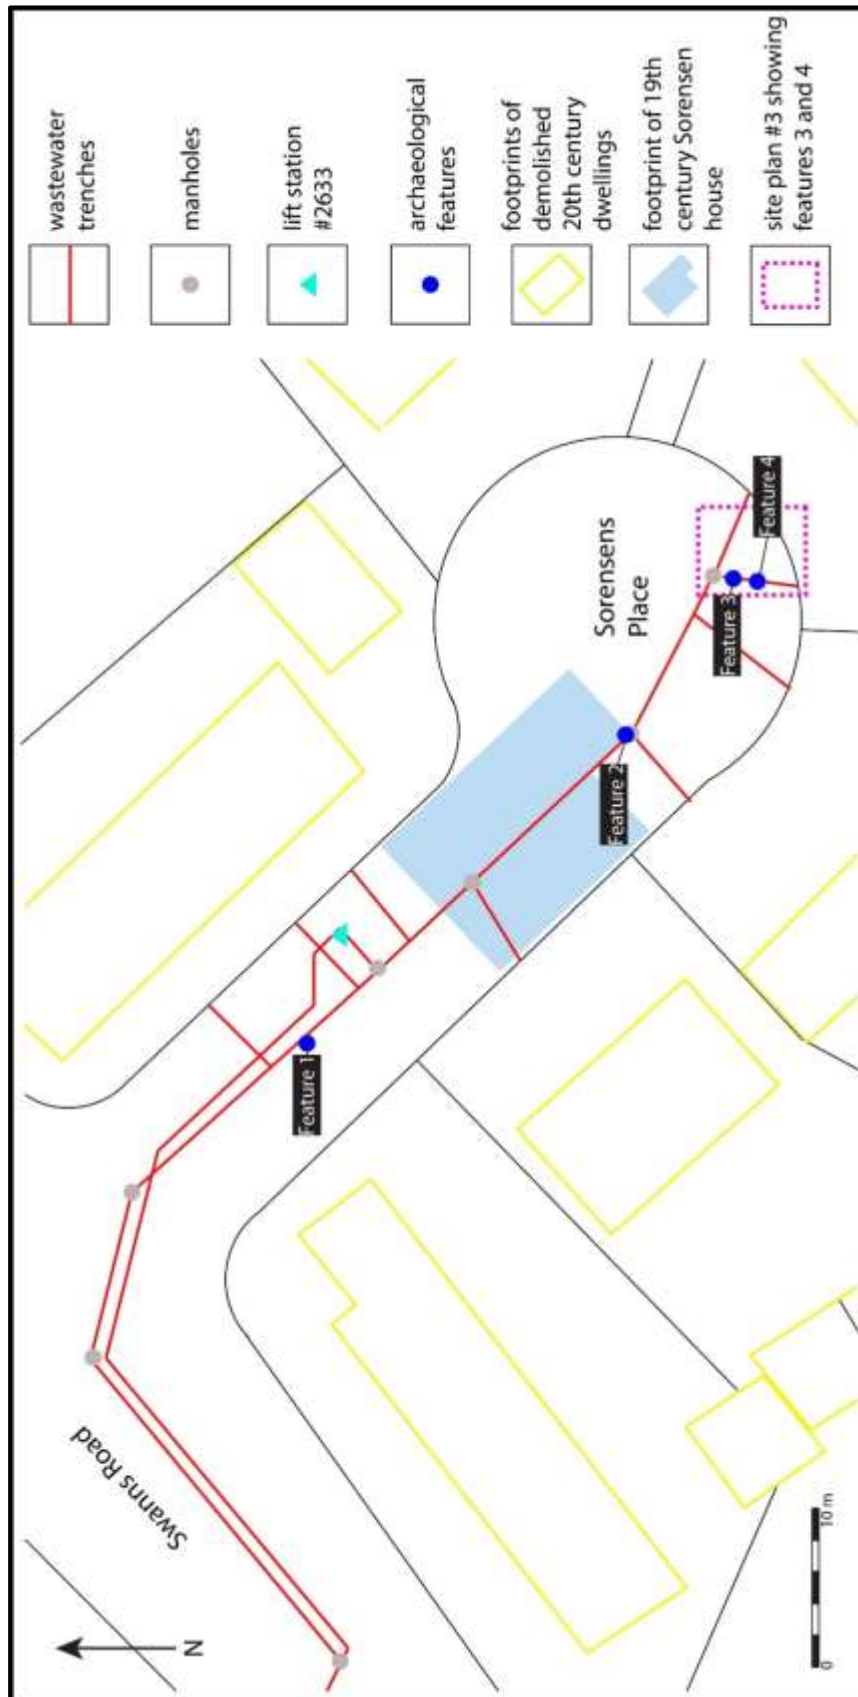 wastewater
trenches
manholes
lift station
#2633
archaeological
features
footprints of
demolished
20th century
dwellings
footprint of 19th
century Sorensen
house
site plan #3 showing
features 3 and 4
Swanns Road
N
Feature 1
Feature 2
Sorensens
Place
Feature 3
Feature 4
0
10 m